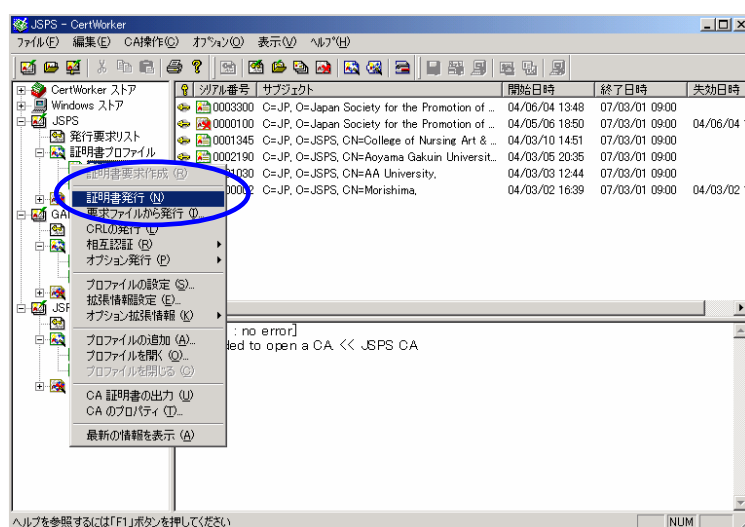 JSPS - CertWorker
ファイル(F) 編集(E) CA操作(C) オプション(O) 表示(V) ヘルプ(H)
CertWorker ストア
Windows ストア
JSPS
発行要求リスト
証明書プロファイル
シリアル番号 サブジェクト 開始日時 終了日時 失効日時
0003300 C=JP, O=Japan Society for the Promotion of ... 04/06/04 13:48 07/03/01 09:00
0000100 C=JP, O=Japan Society for the Promotion of ... 04/05/06 18:50 07/03/01 09:00 04/06/04
0001345 C=JP, O=JSPS, CN=College of Nursing Art & ... 04/03/10 14:51 07/03/01 09:00
0002190 C=JP, O=JSPS, CN=Aoyama Gakuin Universit... 04/03/05 20:35 07/03/01 09:00
1030 C=JP, O=JSPS, CN=AA University, 04/03/03 12:44 07/03/01 09:00
C=JP, O=JSPS, CN=Morishima, 04/03/02 16:39 07/03/01 09:00 04/03/02
証明書要求作成 (R)
証明書発行 (N)
要求ファイルから発行 (I)...
CRLの発行 (L)
相互認証 (R)
オプション発行 (P)
プロファイルの設定 (S)...
拡張情報設定 (E)...
オプション拡張情報 (K)
プロファイルの追加 (A)...
プロファイルを開く (O)...
プロファイルを閉じる (C)
CA 証明書の出力 (U)
CA のプロパティ (T)...
最新の情報を表示 (A)
GA
JSF
: no error]
ded to open a CA. << JSPS CA
ヘルプを参照するには「F1」ボタンを押してください
NUM